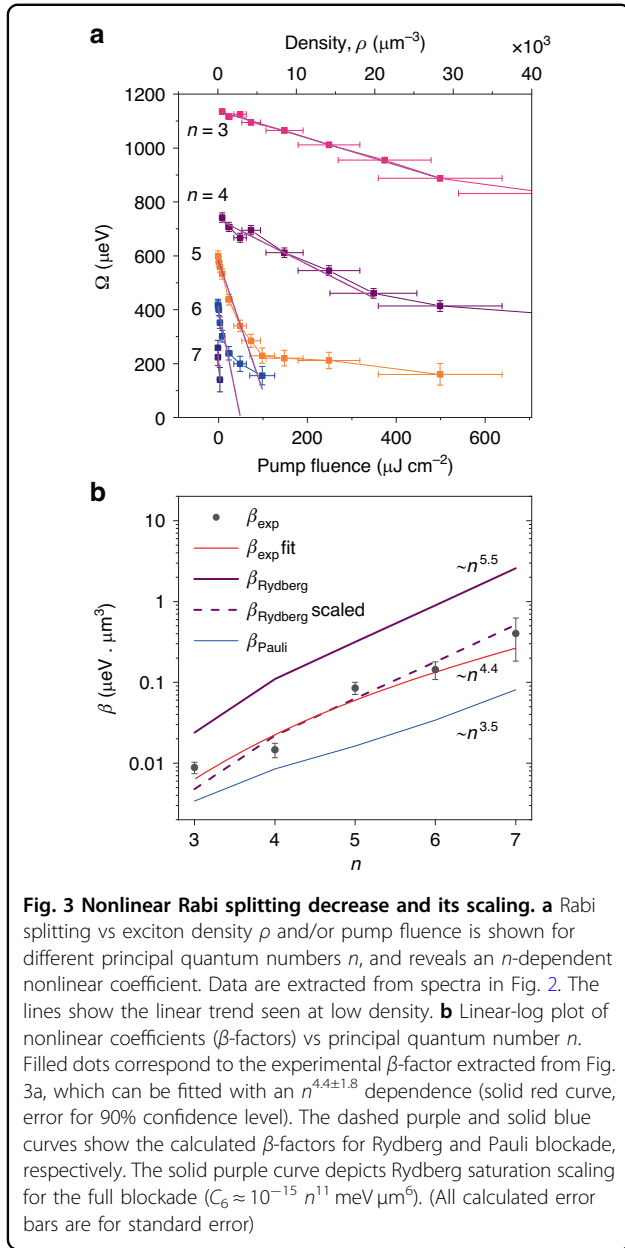 a
Density, ρ (μm⁻³)
0 10 20 30 40 ×10³
1200
1000
800
600
400
200
0
Ω (μeV)
n = 3
n = 4
5
6
7
0 200 400 600
Pump fluence (μJ cm⁻²)
b
10
1
0.1
0.01
β (μeV · μm³)
βexp
βexp fit
βRydberg
βRydberg scaled
βPauli
~n⁵·⁵
~n⁴·⁴
~n³·⁵
3 4 5 6 7
n
Fig. 3 Nonlinear Rabi splitting decrease and its scaling. a Rabi
splitting vs exciton density ρ and/or pump fluence is shown for
different principal quantum numbers n, and reveals an n-dependent
nonlinear coefficient. Data are extracted from spectra in Fig. 2. The
lines show the linear trend seen at low density. b Linear-log plot of
nonlinear coefficients (β-factors) vs principal quantum number n.
Filled dots correspond to the experimental β-factor extracted from Fig.
3a, which can be fitted with an n⁴·⁴±¹·⁸ dependence (solid red curve,
error for 90% confidence level). The dashed purple and solid blue
curves show the calculated β-factors for Rydberg and Pauli blockade,
respectively. The solid purple curve depicts Rydberg saturation scaling
for the full blockade (C₆ ≈ 10⁻¹⁵ n¹¹ meV μm⁶). (All calculated error
bars are for standard error)